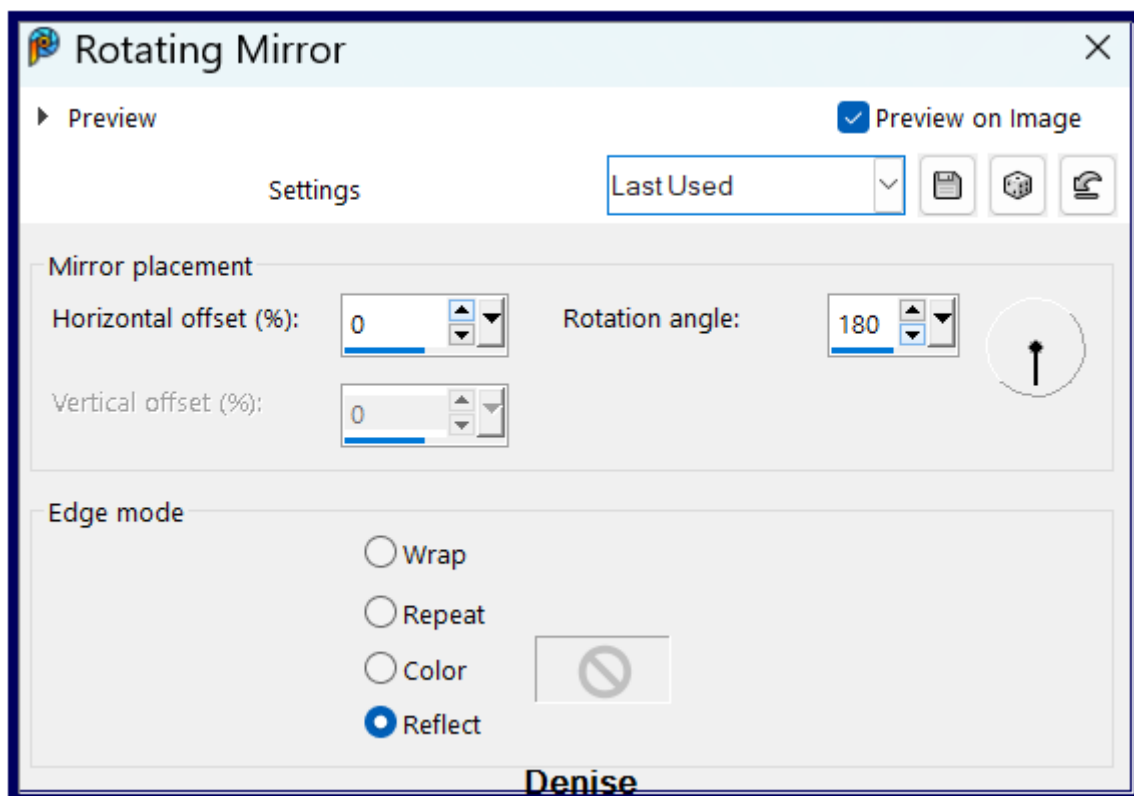 Rotating Mirror
Preview
Preview on Image
Settings
Last Used
Mirror placement
Horizontal offset (%):
0
Rotation angle:
180
Vertical offset (%):
0
Edge mode
Wrap
Repeat
Color
Reflect
Denise